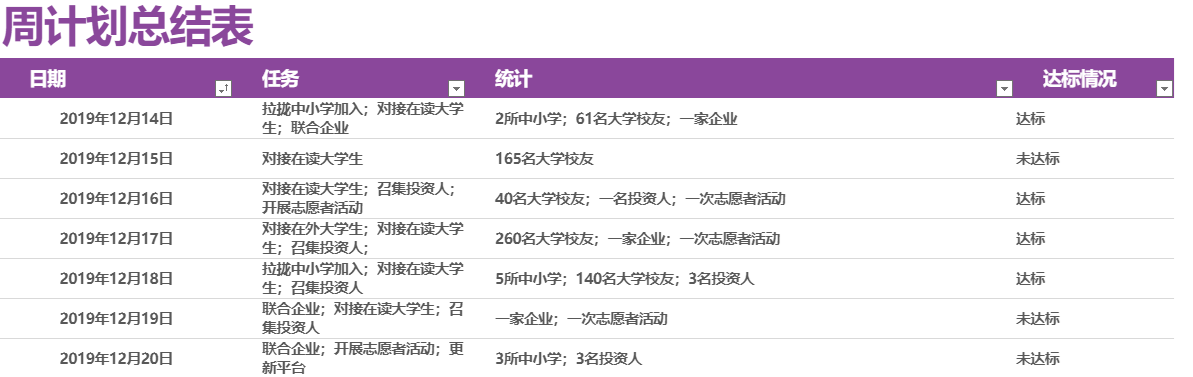 周计划总结表
日期 任务 统计 达标情况
2019年12月14日 拉拢中小学加入；对接在读大学 2所中小学；61名大学校友；一家企业 达标
生；联合企业
2019年12月15日 对接在读大学生 165名大学校友 未达标
2019年12月16日 对接在读大学生；召集投资人； 40名大学校友；一名投资人；一次志愿者活动 达标
开展志愿者活动
2019年12月17日 对接在外大学生；对接在读大学 260名大学校友；一家企业；一次志愿者活动 达标
生；召集投资人；
2019年12月18日 拉拢中小学加入；对接在读大学 5所中小学；140名大学校友；3名投资人 达标
生；召集投资人
2019年12月19日 联合企业；对接在读大学生；召 一家企业；一次志愿者活动 未达标
集投资人
2019年12月20日 联合企业；开展志愿者活动；更 3所中小学；3名投资人 未达标
新平台